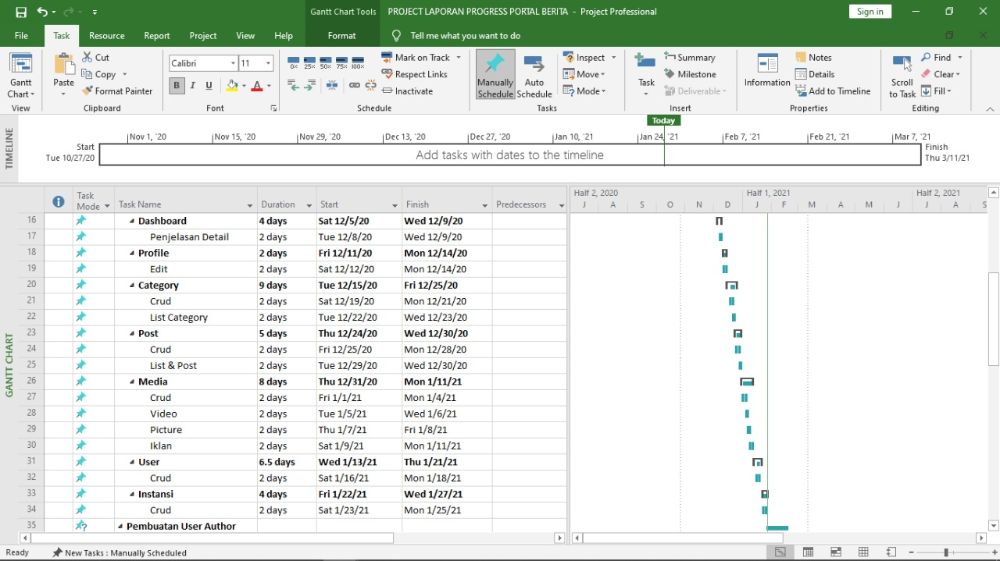 Gantt Chart Tools PROJECT LAPORAN PROGRESS PORTAL BERITA - Project Professional Sign in
File Task Resource Report Project View Help Format Tell me what you want to do
Gantt Chart
View
Paste
Cut
Copy
Format Painter
Clipboard
Calibri 11
B I U A
Font
0% 25% 50% 75% 100%
Mark on Track
Respect Links
Inactivate
Schedule
Manually Schedule
Auto Schedule
Inspect
Move
Mode
Tasks
Task
Summary
Milestone
Deliverable
Insert
Information
Notes
Details
Add to Timeline
Properties
Scroll to Task
Find
Clear
Fill
Editing
TIMELINE
Today
Nov 1, '20 Nov 15, '20 Nov 29, '20 Dec 13, '20 Dec 27, '20 Jan 10, '21 Jan 24, '21 Feb 7, '21 Feb 21, '21 Mar 7, '21
Start
Tue 10/27/20
Add tasks with dates to the timeline
Finish
Thu 3/11/21
GANTT CHART
Task Mode Task Name Duration Start Finish Predecessors
Half 2, 2020 Half 1, 2021 Half 2, 2021
J A S O N D J F M A M J J A S
16 Dashboard 4 days Sat 12/5/20 Wed 12/9/20
17 Penjelasan Detail 2 days Tue 12/8/20 Wed 12/9/20
18 Profile 2 days Fri 12/11/20 Mon 12/14/20
19 Edit 2 days Sat 12/12/20 Mon 12/14/20
20 Category 9 days Tue 12/15/20 Fri 12/25/20
21 Crud 2 days Sat 12/19/20 Mon 12/21/20
22 List Category 2 days Tue 12/22/20 Wed 12/23/20
23 Post 5 days Thu 12/24/20 Wed 12/30/20
24 Crud 2 days Fri 12/25/20 Mon 12/28/20
25 List & Post 2 days Tue 12/29/20 Wed 12/30/20
26 Media 8 days Thu 12/31/20 Mon 1/11/21
27 Crud 2 days Fri 1/1/21 Mon 1/4/21
28 Video 2 days Tue 1/5/21 Wed 1/6/21
29 Picture 2 days Thu 1/7/21 Fri 1/8/21
30 Iklan 2 days Sat 1/9/21 Mon 1/11/21
31 User 6.5 days Wed 1/13/21 Thu 1/21/21
32 Crud 2 days Sat 1/16/21 Mon 1/18/21
33 Instansi 4 days Fri 1/22/21 Wed 1/27/21
34 Crud 2 days Sat 1/23/21 Mon 1/25/21
35 Pembuatan User Author
Ready New Tasks : Manually Scheduled